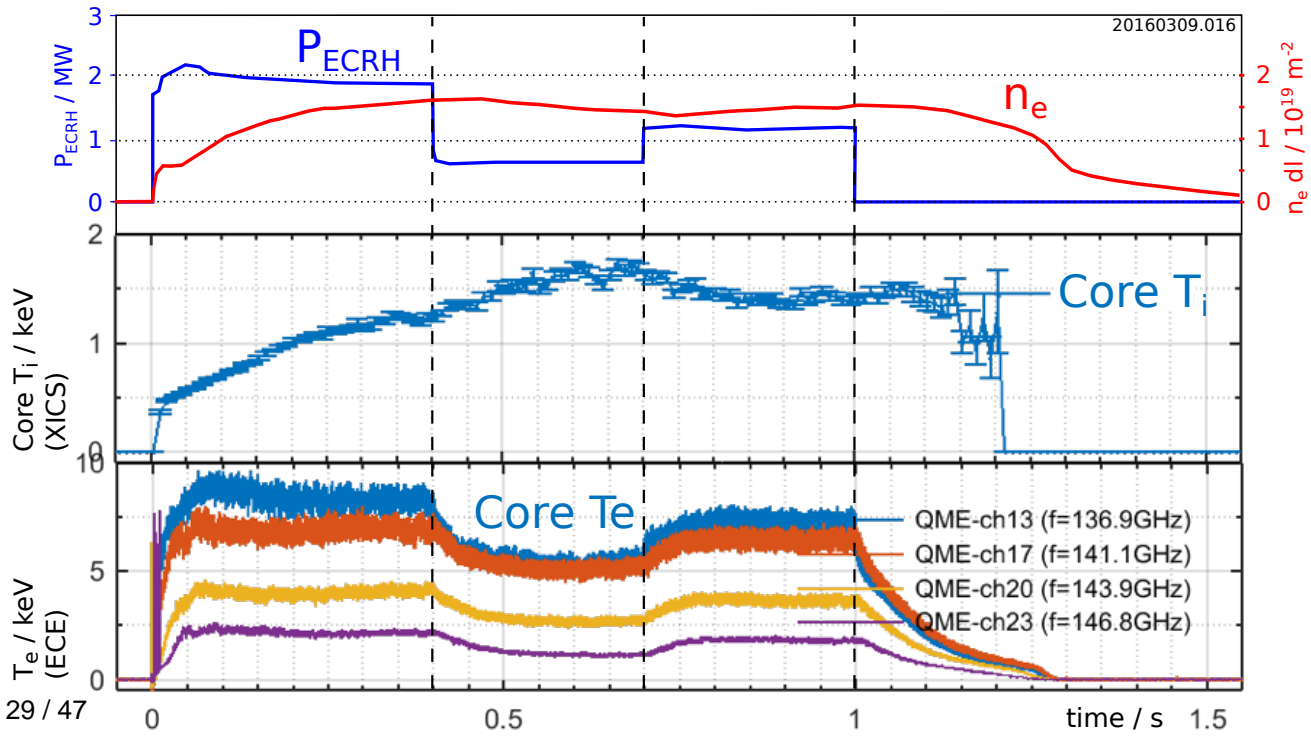 20160309.016
P_ECRH / MW
3
2
1
0
P_ECRH
n_e
2
1
0
n_e dl / 10^19 m^-2
Core T_i / keV
(XICS)
2
1
0
Core T_i
T_e / keV
(ECE)
10
5
0
Core Te
QME-ch13 (f=136.9GHz)
QME-ch17 (f=141.1GHz)
QME-ch20 (f=143.9GHz)
QME-ch23 (f=146.8GHz)
0 0.5 1 time / s 1.5
29 / 47